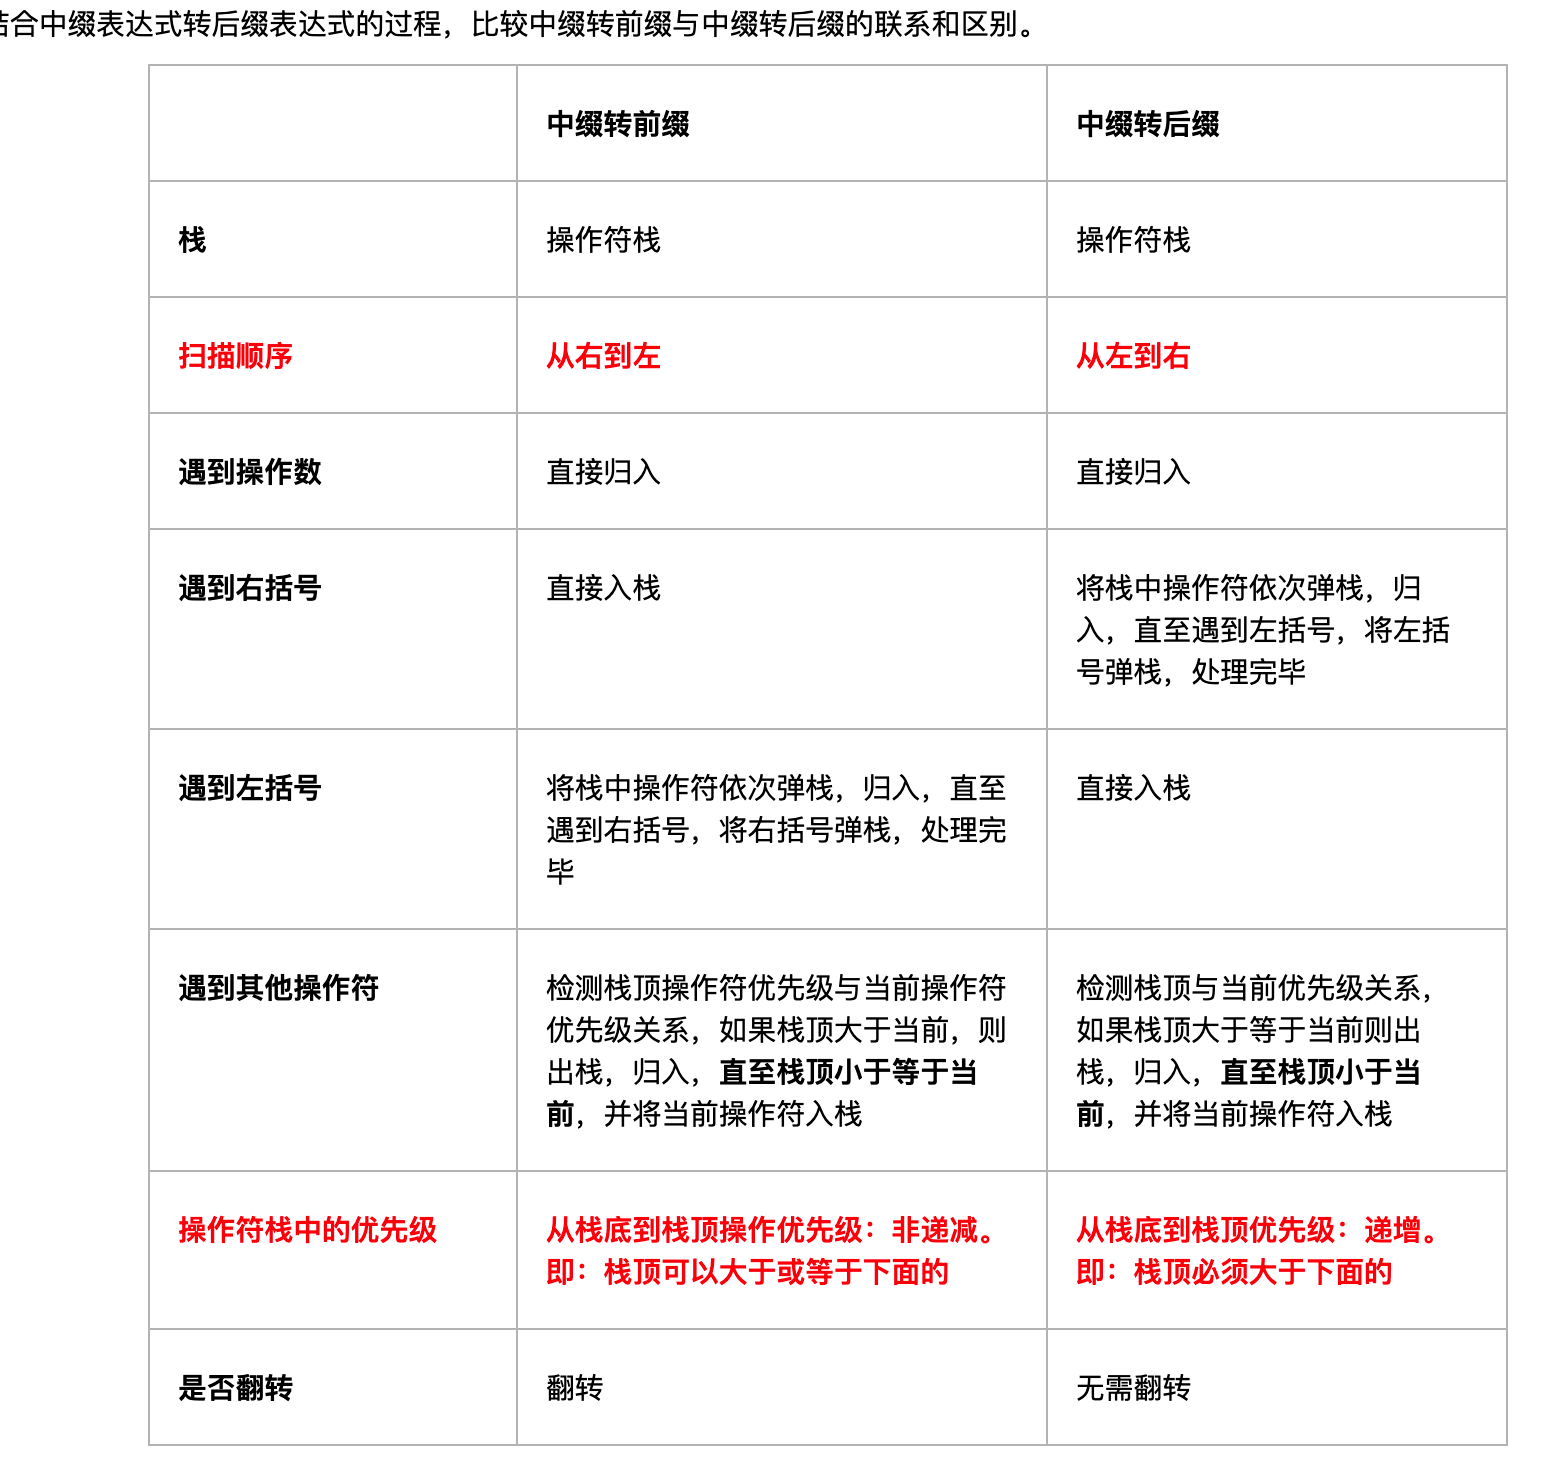 合中缀表达式转后缀表达式的过程，比较中缀转前缀与中缀转后缀的联系和区别。
中缀转前缀
中缀转后缀
栈
操作符栈
操作符栈
扫描顺序
从右到左
从左到右
遇到操作数
直接归入
直接归入
遇到右括号
直接入栈
将栈中操作符依次弹栈，归
入，直至遇到左括号，将左括
号弹栈，处理完毕
遇到左括号
将栈中操作符依次弹栈，归入，直至
遇到右括号，将右括号弹栈，处理完
毕
直接入栈
遇到其他操作符
检测栈顶操作符优先级与当前操作符
优先级关系，如果栈顶大于当前，则
出栈，归入，直至栈顶小于等于当
前，并将当前操作符入栈
检测栈顶与当前优先级关系，
如果栈顶大于等于当前则出
栈，归入，直至栈顶小于当
前，并将当前操作符入栈
操作符栈中的优先级
从栈底到栈顶操作优先级：非递减。
即：栈顶可以大于或等于下面的
从栈底到栈顶优先级：递增。
即：栈顶必须大于下面的
是否翻转
翻转
无需翻转